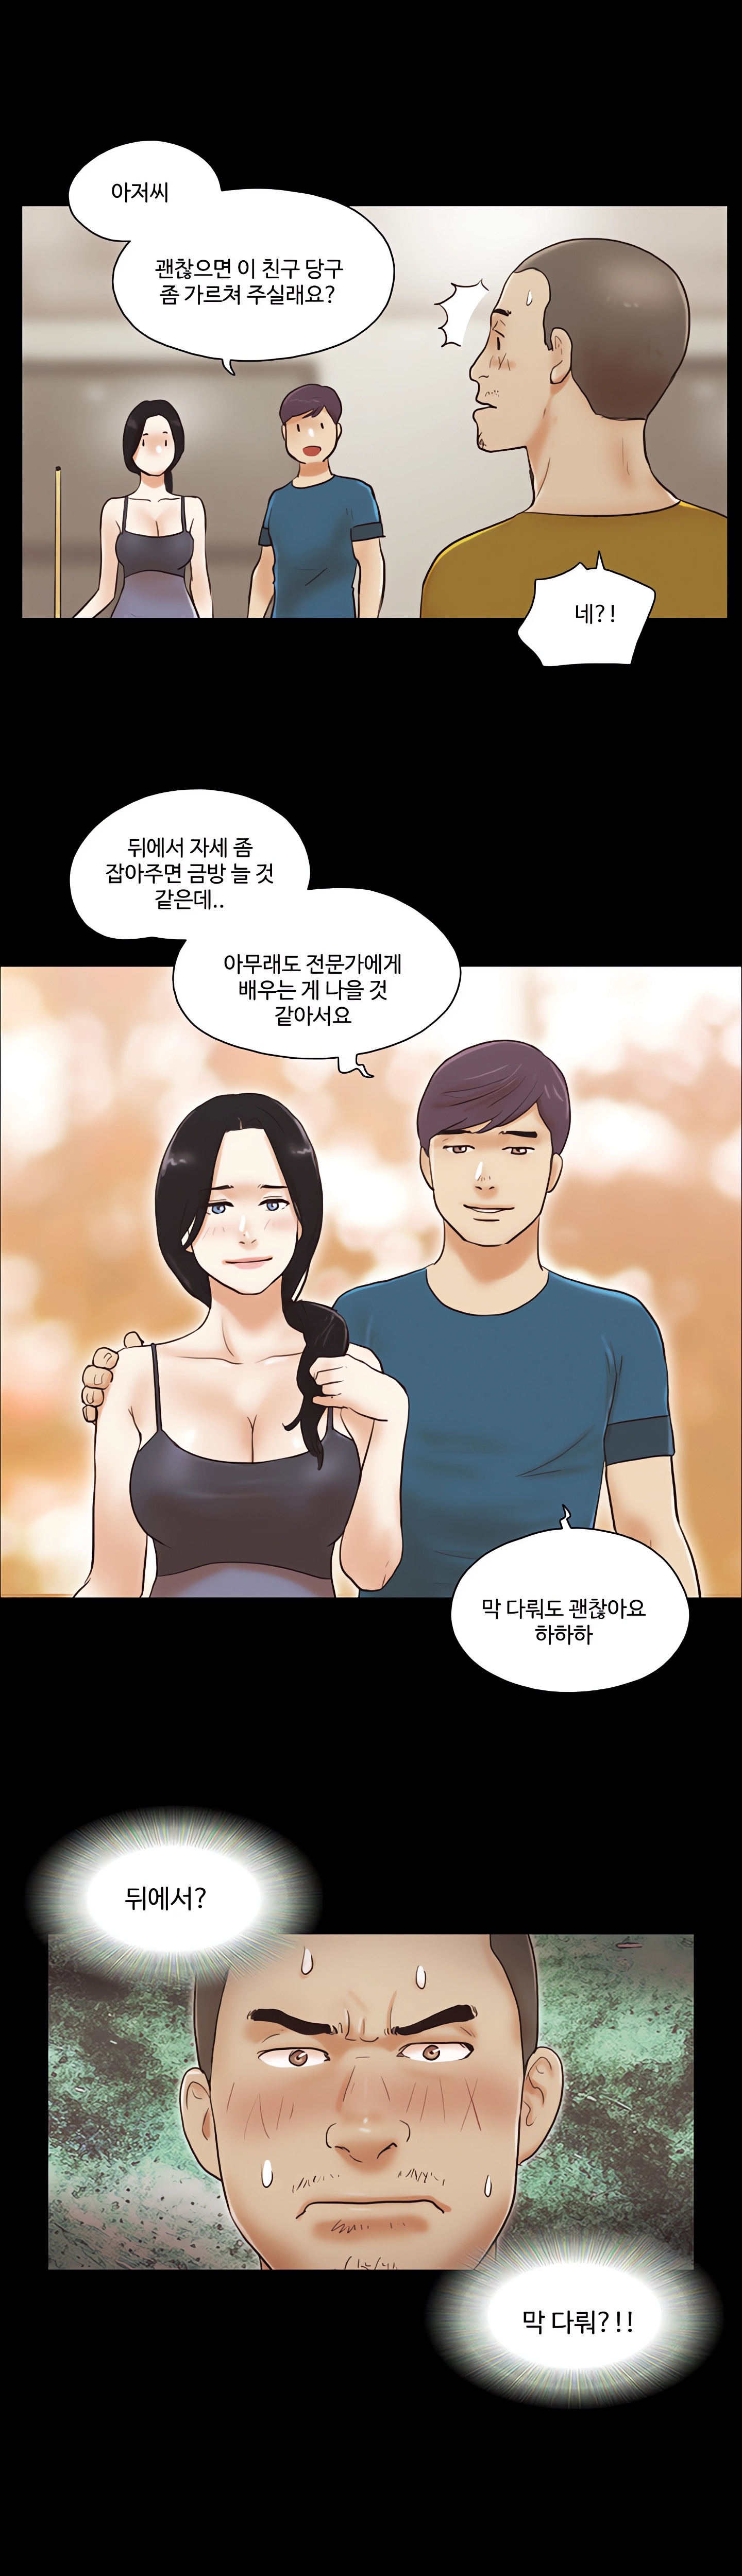 아저씨
괜찮으면 이 친구 당구
좀 가르쳐 주실래요?
네?!
뒤에서 자세 좀
잡아주면 금방 늘 것
같은데..
아무래도 전문가에게
배우는 게 나을 것
같아서요
막 다뤄도 괜찮아요
하하하
뒤에서?
막 다뤄?!!